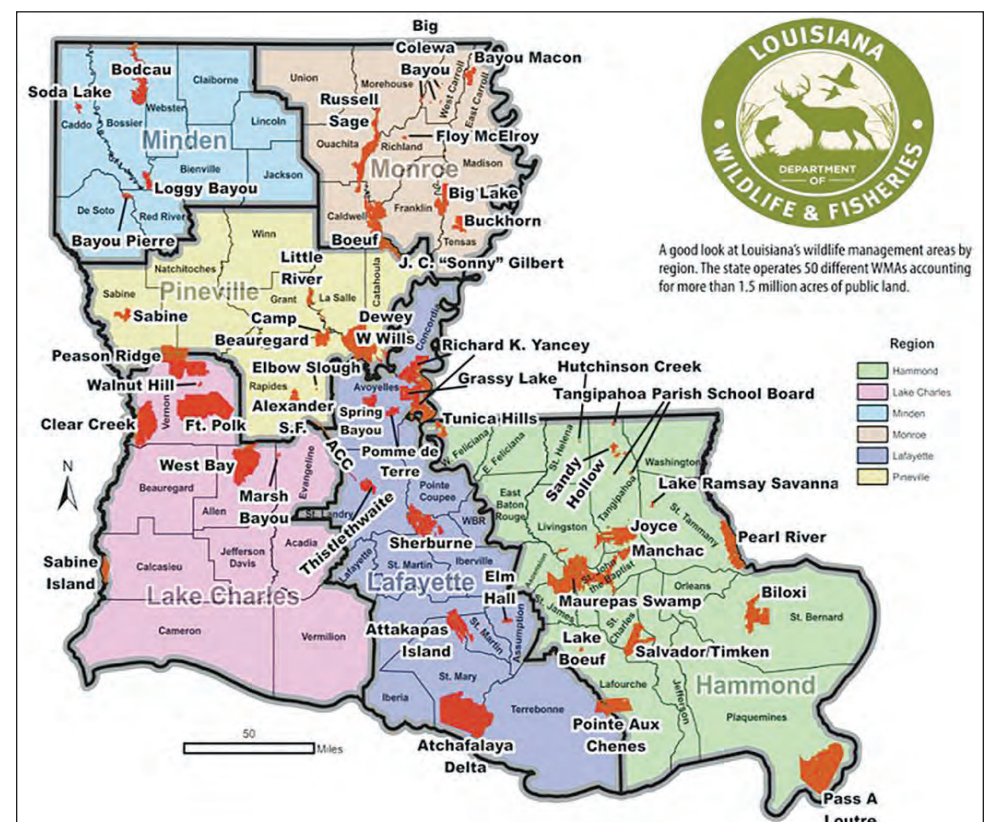 Big
Colewa
Bayou
Bayou Macon
Bodcau
Soda Lake
Claiborne
Union
Morehouse
West Carroll
East Carroll
Webster
Russell
Sage
Caddo
Bossier
Lincoln
Floy McElroy
Minden
Ouachita
Richland
Bienville
Jackson
Madison
Monroe
Loggy Bayou
Big Lake
De Soto
Red River
Caldwell
Franklin
Buckhorn
Bayou Pierre
Winn
Boeuf
Tensas
Little
River
J. C. “Sonny” Gilbert
Natchitoches
Catahoula
Pineville
Sabine
Grant
La Salle
Sabine
Camp
Beauregard
Dewey
W Wills
Concordia
Peason Ridge
Elbow Slough
Richard K. Yancey
Walnut Hill
Rapides
Avoyelles
Grassy Lake
Hutchinson Creek
Vernon
Alexander
S.F.
Spring
Bayou
Tangipahoa Parish School Board
Clear Creek
Ft. Polk
Tunica Hills
ACC
Pomme de
Terre
W. Feliciana
E. Feliciana
St. Helena
Washington
West Bay
Evangeline
Sandy
Hollow
Tangipahoa
Lake Ramsay Savanna
Beauregard
Marsh
Bayou
Pointe
Coupee
East
Baton
Rouge
Allen
St. Landry
WBR
Livingston
St. Tammany
Thistlethwaite
Joyce
Acadia
Sherburne
Pearl River
Jefferson
Davis
Manchac
Sabine
Island
Calcasieu
Lafayette
St. Martin
Iberville
Ascension
St. John
the Baptist
Lafayette
Elm
Hall
Orleans
Lake Charles
Maurepas Swamp
Biloxi
St. James
St. Bernard
Cameron
Vermilion
Attakapas
Island
St. Martin
Assumption
Lake
Boeuf
St.
Charles
Salvador/Timken
St. Mary
Lafourche
Hammond
Iberia
Terrebonne
Jefferson
Pointe Aux
Chenes
Plaquemines
Atchafalaya
Delta
Pass A
Loutre
N
50
Miles
LOUISIANA
DEPARTMENT
OF
WILDLIFE & FISHERIES
A good look at Louisiana’s wildlife management areas by
region. The state operates 50 different WMAs accounting
for more than 1.5 million acres of public land.
Region
Hammond
Lake Charles
Minden
Monroe
Lafayette
Pineville